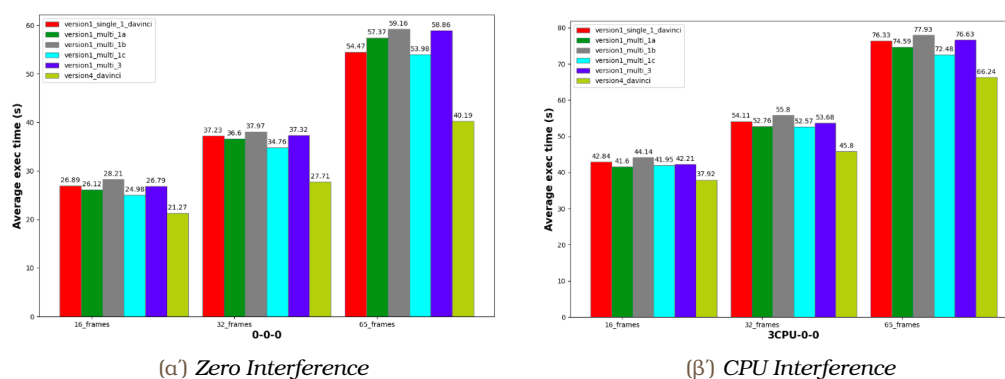 version1_single_1_davinci
version1_multi_1a
version1_multi_1b
version1_multi_1c
version1_multi_3
version4_davinci
Average exec time (s)
60
50
40
30
20
10
0
26.89
26.12
28.21
24.98
26.79
21.27
37.23
36.6
37.97
34.76
37.32
27.71
54.47
57.37
59.16
53.98
58.86
40.19
16_frames
32_frames
65_frames
0-0-0
(α') Zero Interference
version1_single_1_davinci
version1_multi_1a
version1_multi_1b
version1_multi_1c
version1_multi_3
version4_davinci
Average exec time (s)
80
70
60
50
40
30
20
10
0
42.84
41.6
44.14
41.95
42.21
37.92
54.11
52.76
55.8
52.57
53.68
45.8
76.33
74.59
77.93
72.48
76.63
66.24
16_frames
32_frames
65_frames
3CPU-0-0
(β') CPU Interference